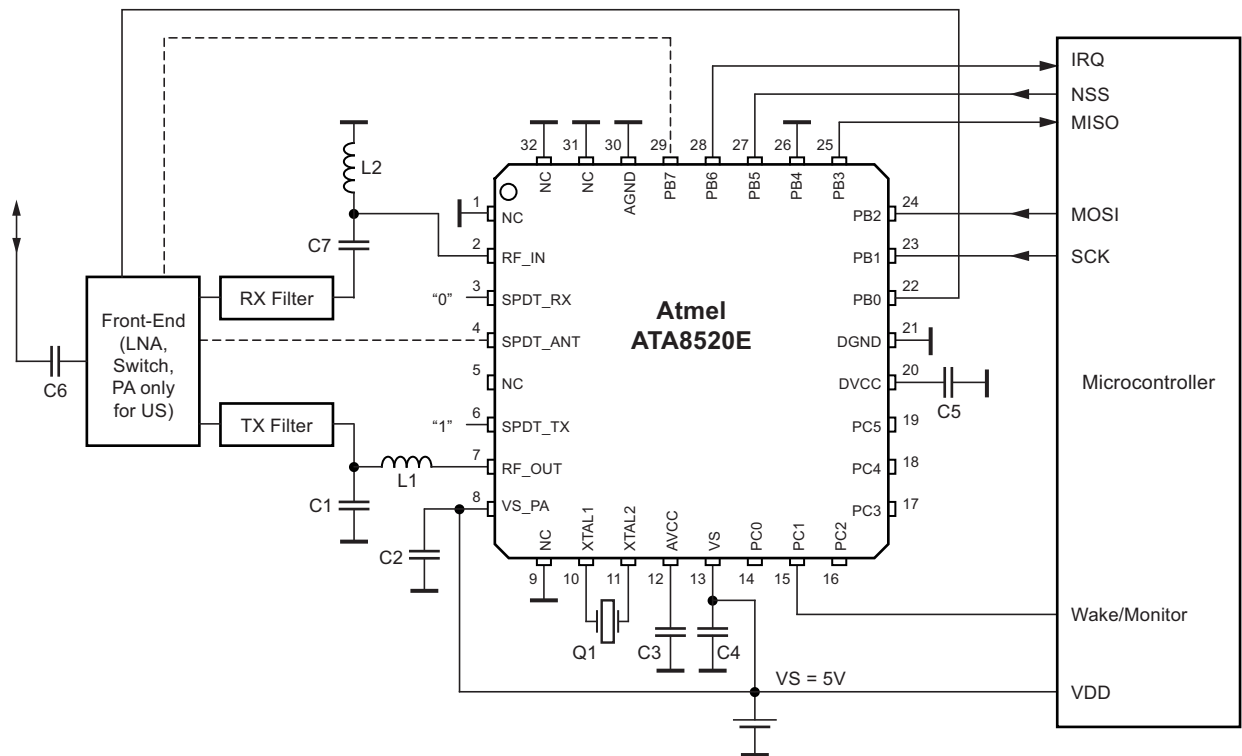 IRQ
NSS
MISO
MOSI
SCK
Microcontroller
Wake/Monitor
VDD
32
31
30
29
28
27
26
25
NC
NC
AGND
PB7
PB6
PB5
PB4
PB3
L2
C7
RX Filter
Front-End
(LNA,
Switch,
PA only
for US)
C6
TX Filter
L1
C1
C2
1
NC
2
RF_IN
"0"
3
SPDT_RX
4
SPDT_ANT
5
NC
"1"
6
SPDT_TX
7
RF_OUT
8
VS_PA
Atmel
ATA8520E
PB2
24
PB1
23
PB0
22
DGND
21
DVCC
20
C5
PC5
19
PC4
18
PC3
17
NC
XTAL1
XTAL2
AVCC
VS
PC0
PC1
PC2
9
10
11
12
13
14
15
16
Q1
C3
C4
VS = 5V